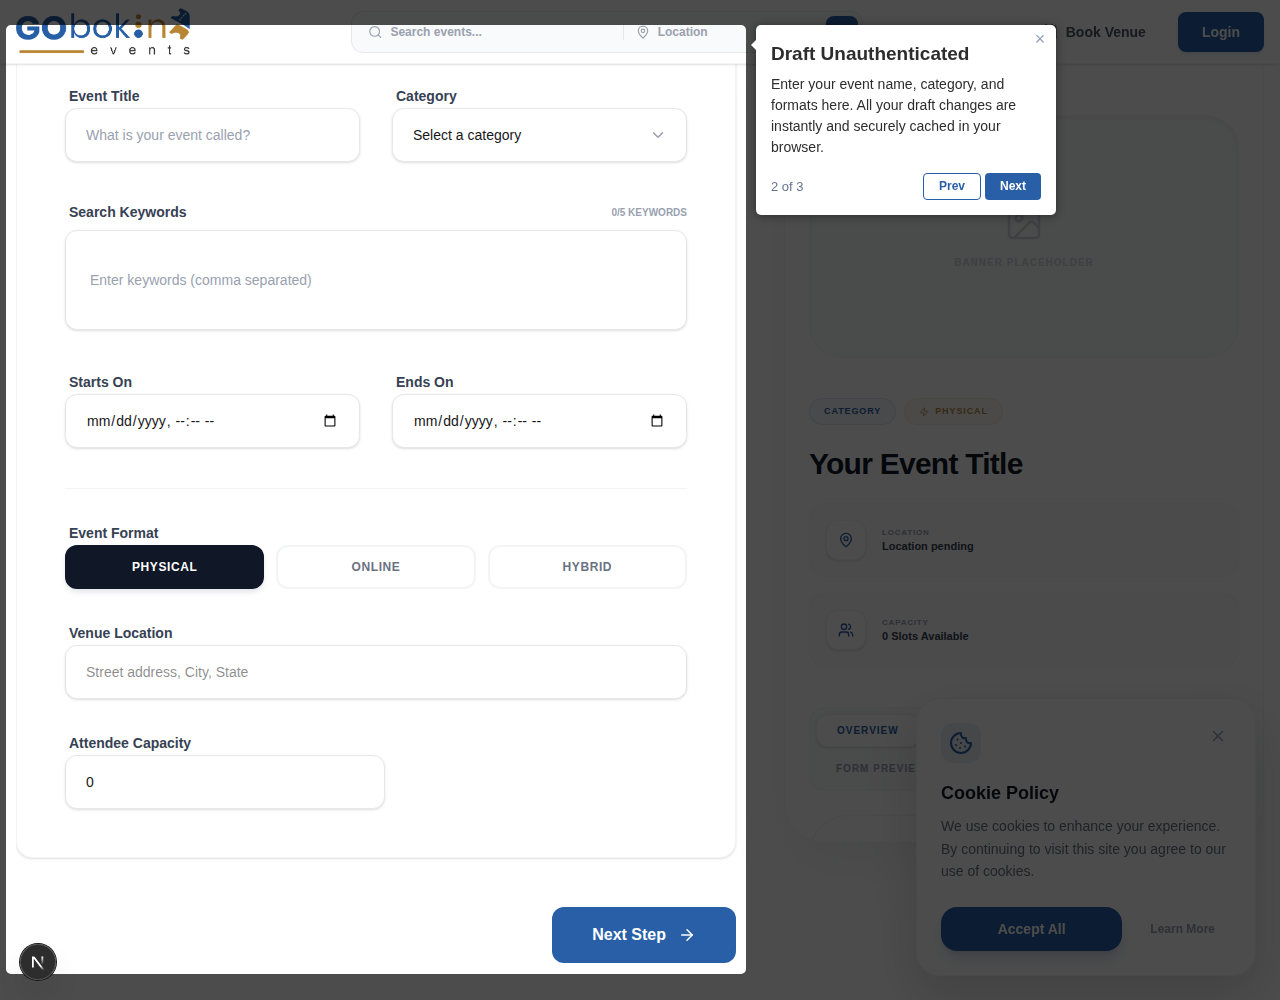 GObokin
events
Search events...
Location
Book Venue
Login
Draft Unauthenticated
Enter your event name, category, and
formats here. All your draft changes are
instantly and securely cached in your
browser.
2 of 3
Prev
Next
Event Title
Category
What is your event called?
Select a category
Search Keywords
0/5 KEYWORDS
Enter keywords (comma separated)
Starts On
Ends On
mm/dd/yyyy, --:-- --
mm/dd/yyyy, --:-- --
Event Format
PHYSICAL
ONLINE
HYBRID
Venue Location
Street address, City, State
Attendee Capacity
0
Next Step
BANNER PLACEHOLDER
CATEGORY
PHYSICAL
Your Event Title
LOCATION
Location pending
CAPACITY
0 Slots Available
OVERVIEW
FORM PREVIE
Cookie Policy
We use cookies to enhance your experience.
By continuing to visit this site you agree to our
use of cookies.
Accept All
Learn More
N